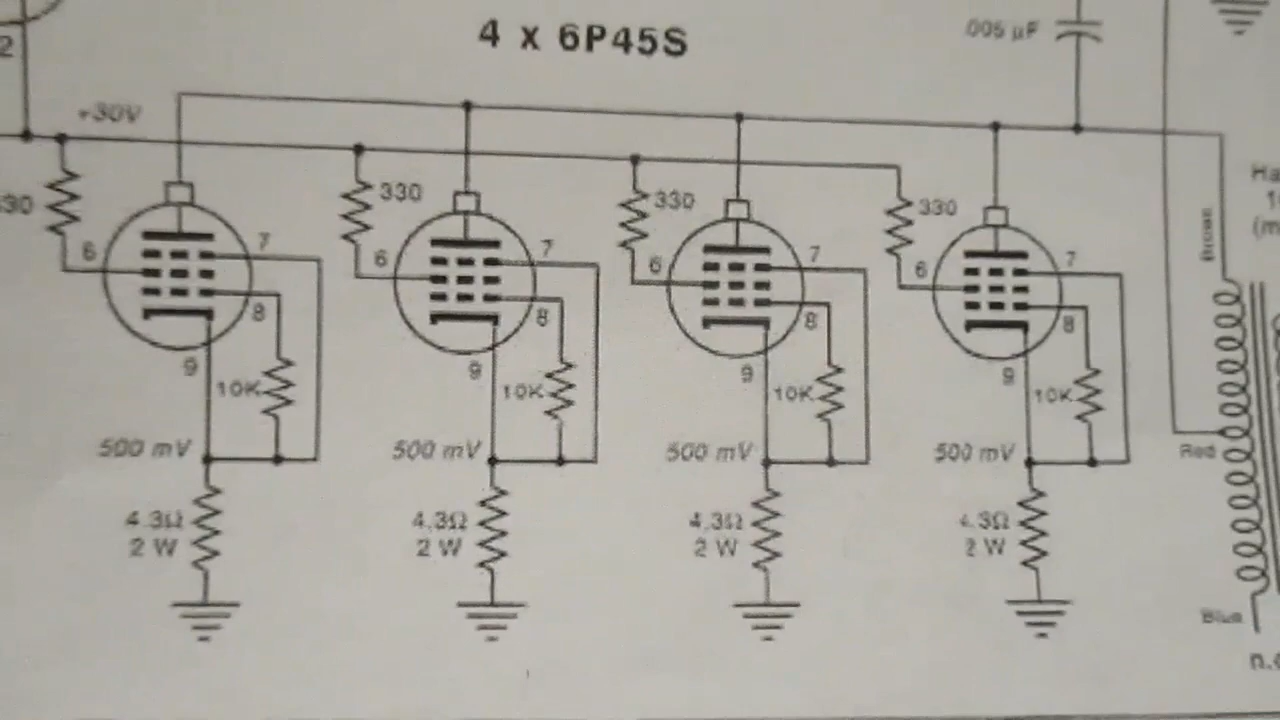 4 x 6P45S
.005 µF
2
+30V
330
330
330
330
6
7
8
9
6
7
8
9
6
7
8
9
6
7
8
9
10K
10K
10K
10K
500 mV
500 mV
500 mV
500 mV
4.3Ω
2 W
4.3Ω
2 W
4.3Ω
2 W
4.3Ω
2 W
Brown
Red
Blue
Ha
(m